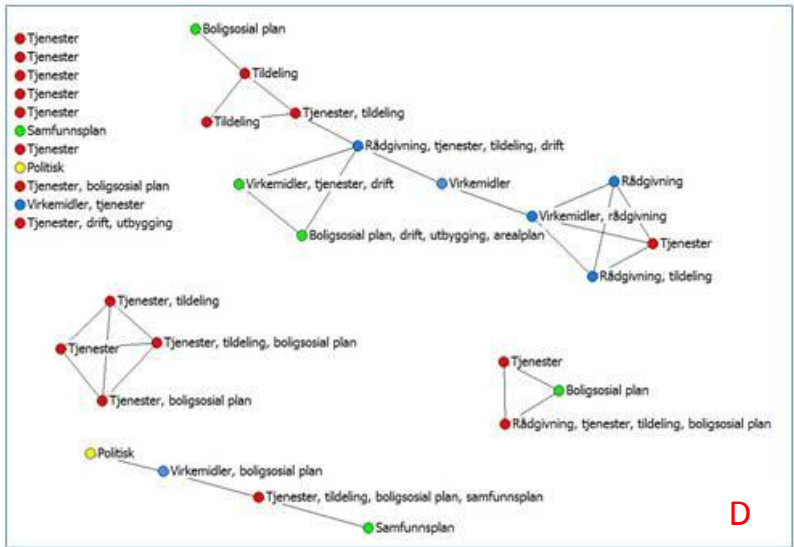 Tjenester
Tjenester
Tjenester
Tjenester
Tjenester
Samfunnsplan
Tjenester
Politisk
Tjenester, boligsosial plan
Virkemidler, tjenester
Tjenester, drift, utbygging
Boligsosial plan
Tildeling
Tjenester, tildeling
Tildeling
Rådgivning, tjenester, tildeling, drift
Virkemidler, tjenester, drift
Virkemidler
Rådgivning
Virkemidler, rådgivning
Boligsosial plan, drift, utbygging, arealplan
Tjenester
Rådgivning, tildeling
Tjenester, tildeling
Tjenester
Tjenester, tildeling, boligsosial plan
Tjenester, boligsosial plan
Tjenester
Boligsosial plan
Rådgivning, tjenester, tildeling, boligsosial plan
Politisk
Virkemidler, boligsosial plan
Tjenester, tildeling, boligsosial plan, samfunnsplan
Samfunnsplan
D